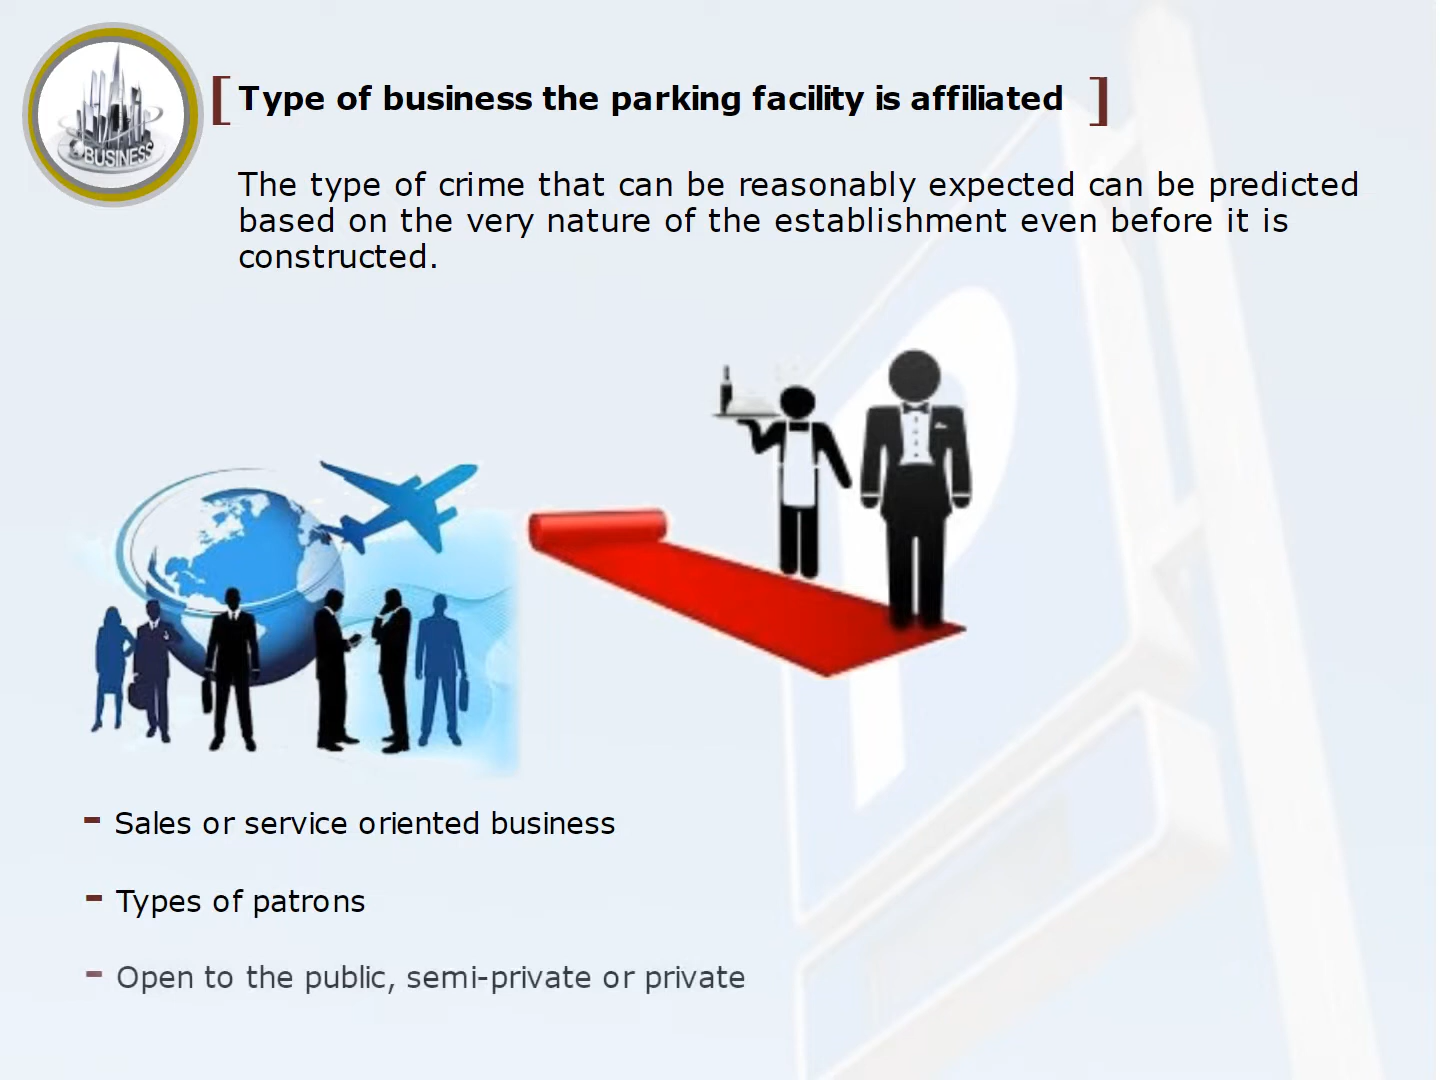 BUSINESS
[ Type of business the parking facility is affiliated ]
The type of crime that can be reasonably expected can be predicted
based on the very nature of the establishment even before it is
constructed.
- Sales or service oriented business
- Types of patrons
- Open to the public, semi-private or private